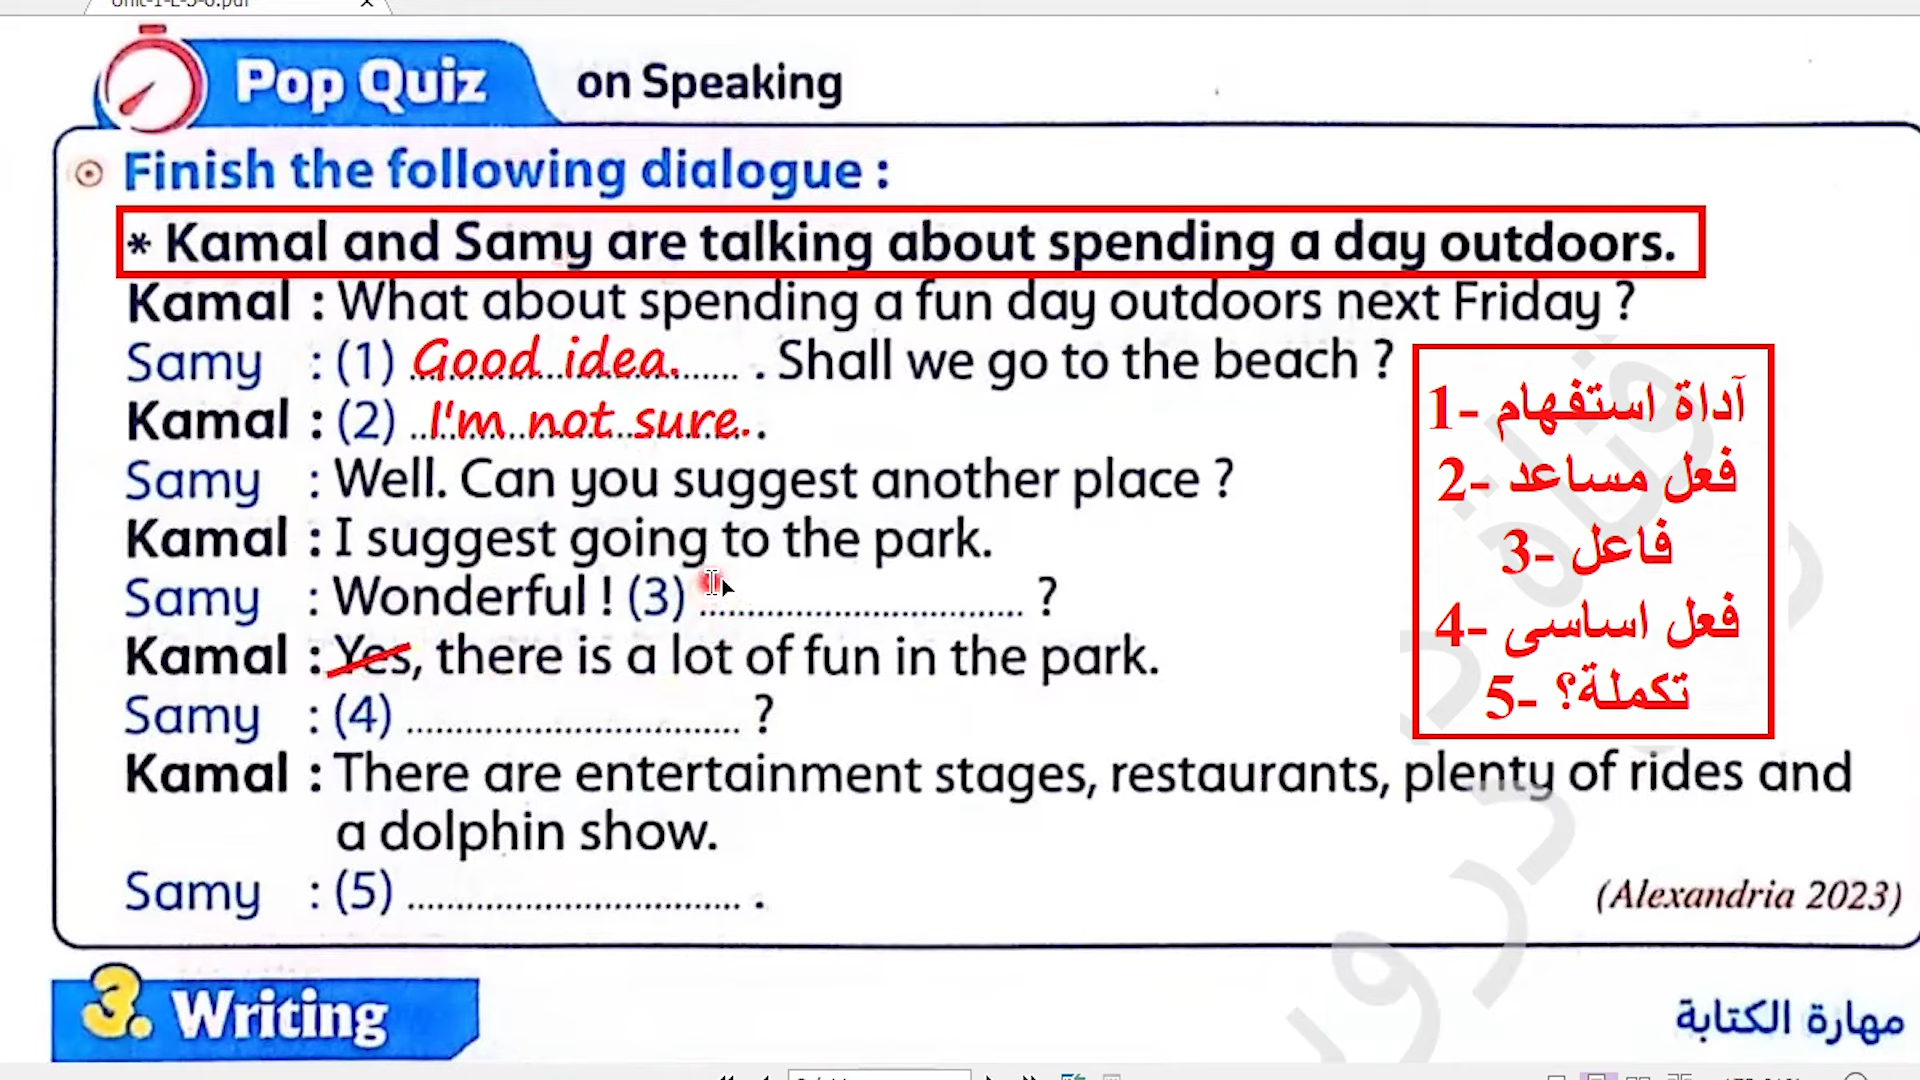 Pop Quiz on Speaking
Finish the following dialogue :
* Kamal and Samy are talking about spending a day outdoors.
Kamal : What about spending a fun day outdoors next Friday ?
Samy : (1) Good idea. . Shall we go to the beach ?
Kamal : (2) I'm not sure. .
Samy : Well. Can you suggest another place ?
Kamal : I suggest going to the park.
Samy : Wonderful ! (3) ................................ ?
Kamal : Yes, there is a lot of fun in the park.
Samy : (4) ................................ ?
Kamal : There are entertainment stages, restaurants, plenty of rides and
a dolphin show.
Samy : (5) ................................ .
(Alexandria 2023)
1- آداة استفهام
2- فعل مساعد
3- فاعل
4- فعل اساسى
5- تكملة؟
3. Writing
مهارة الكتابة